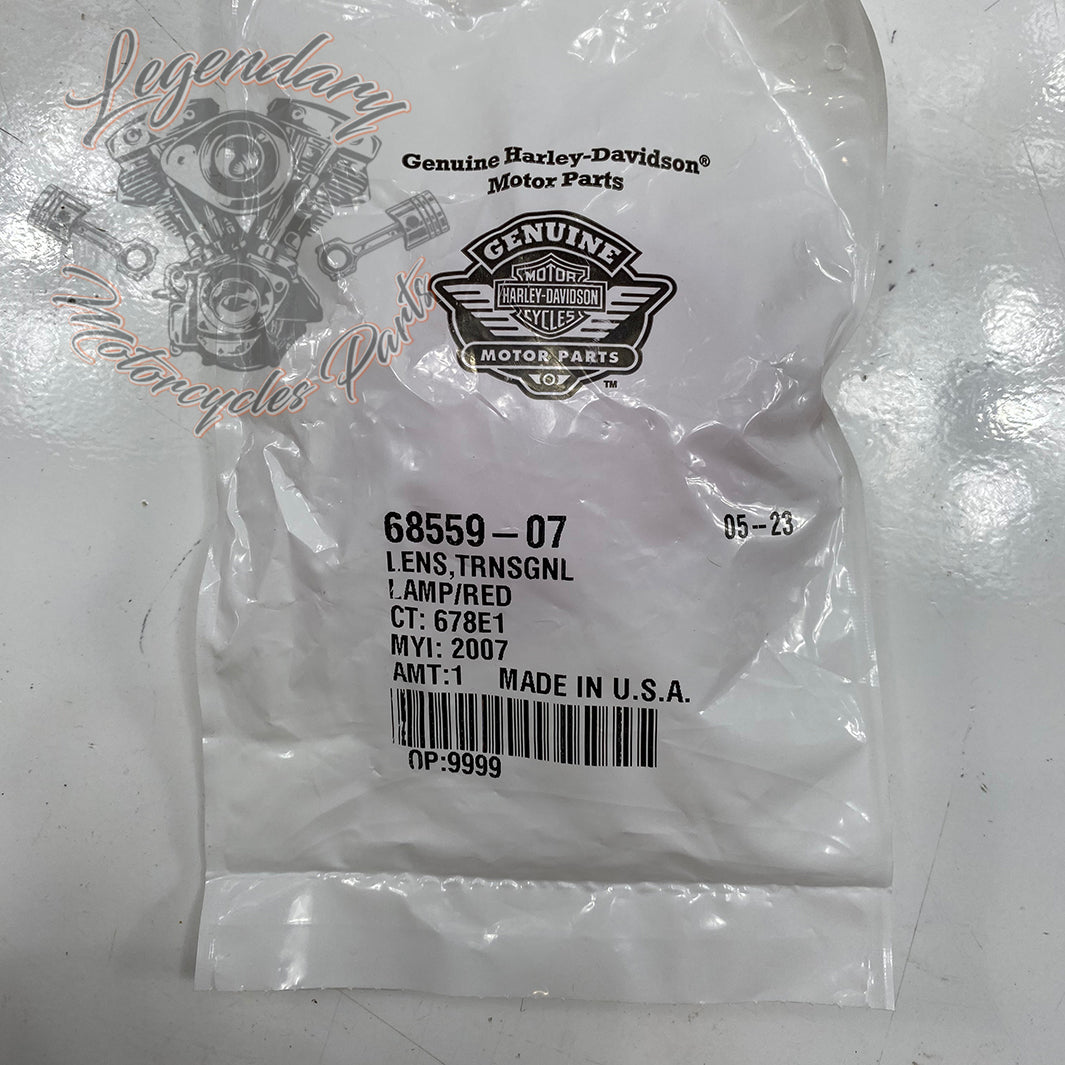 Legendary
Motorcycles Parts
Genuine Harley-Davidson®
Motor Parts
GENUINE
MOTOR
HARLEY-DAVIDSON
CYCLES
MOTOR PARTS
TM
68559-07
05--23
LENS,TRNSGNL
LAMP/RED
CT: 678E1
MYI: 2007
AMT:1 MADE IN U.S.A.
OP:9999